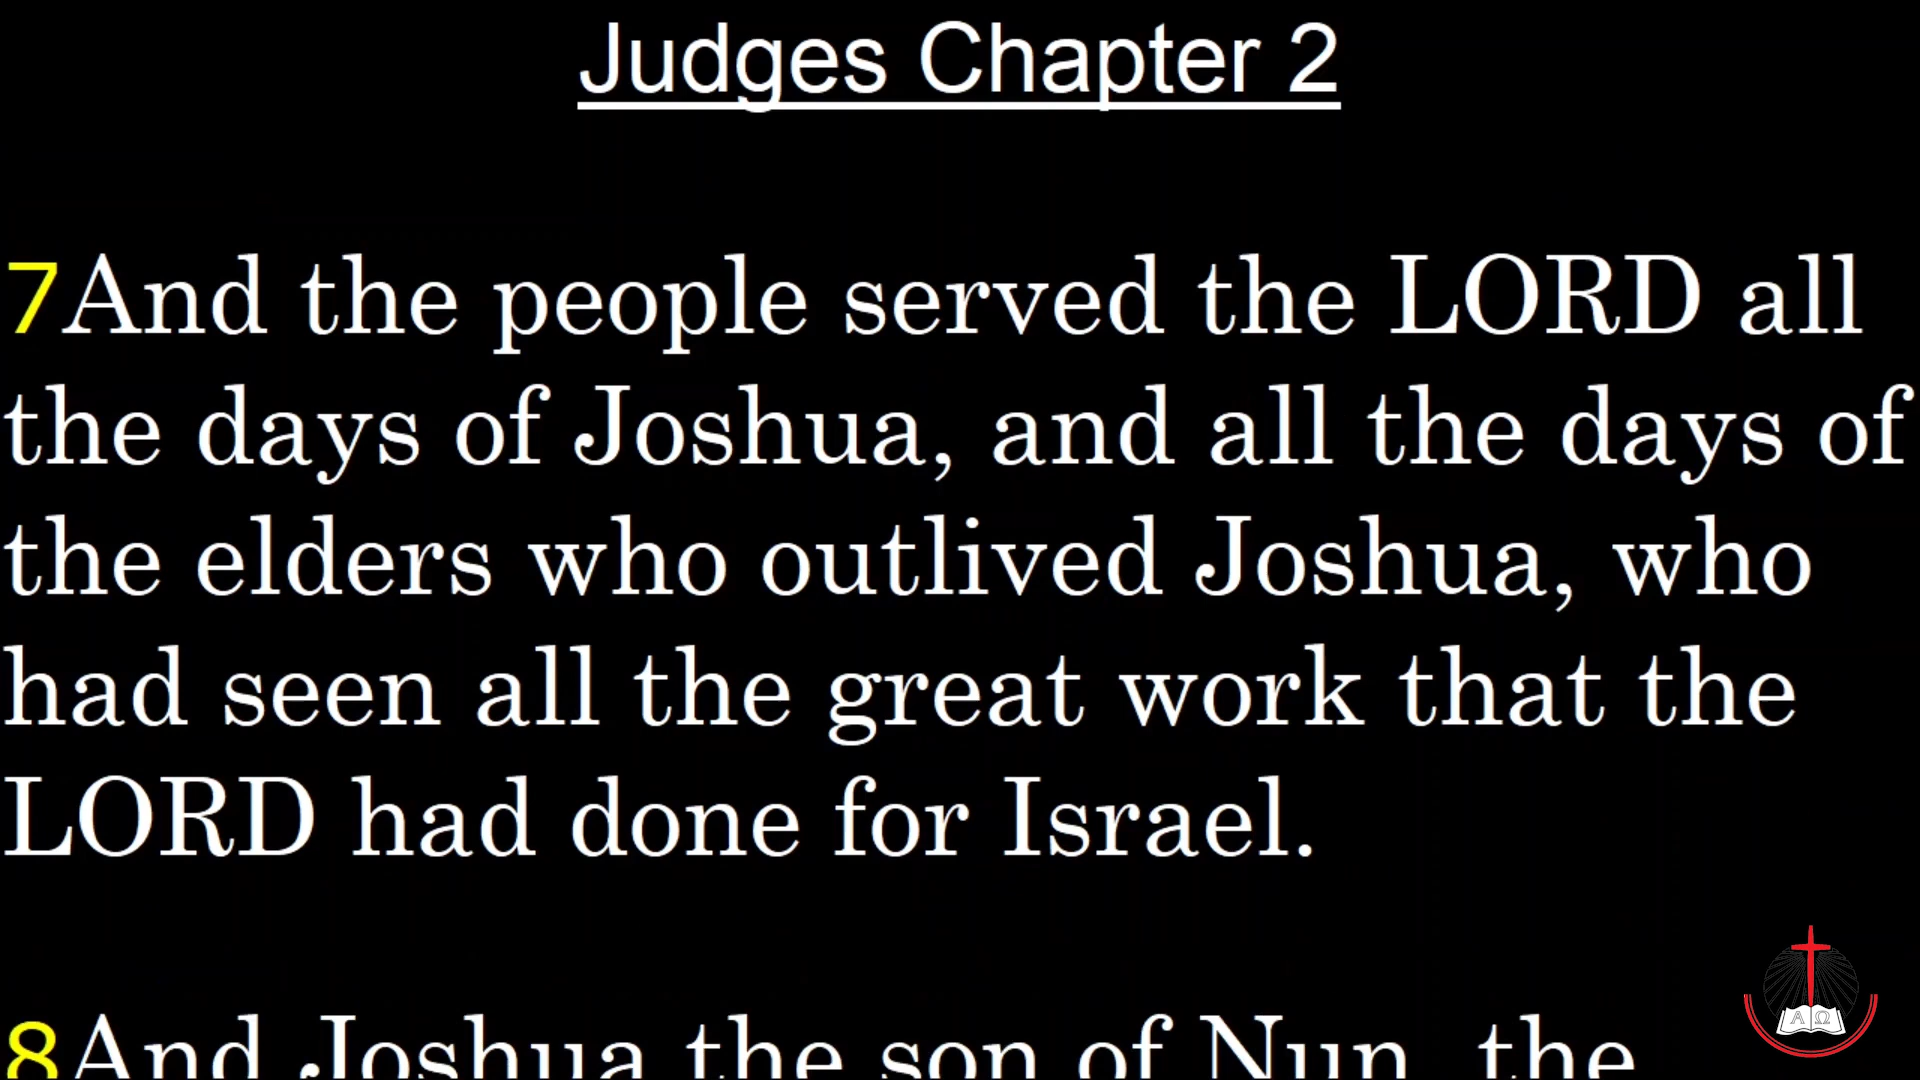 Judges Chapter 2
7And the people served the LORD all
the days of Joshua, and all the days of
the elders who outlived Joshua, who
had seen all the great work that the
LORD had done for Israel.
8And Joshua the son of Nun, the
Α Ω